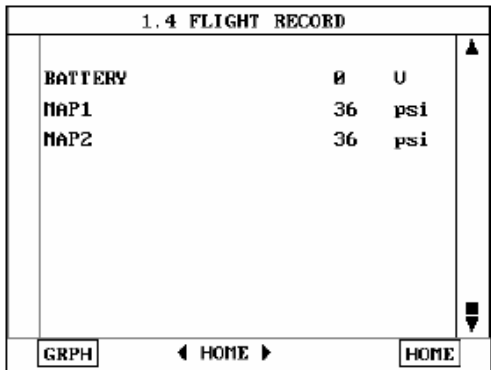 1.4 FLIGHT RECORD
BATTERY 0 V
MAP1 36 psi
MAP2 36 psi
GRPH ◀ HOME ▶ HOME